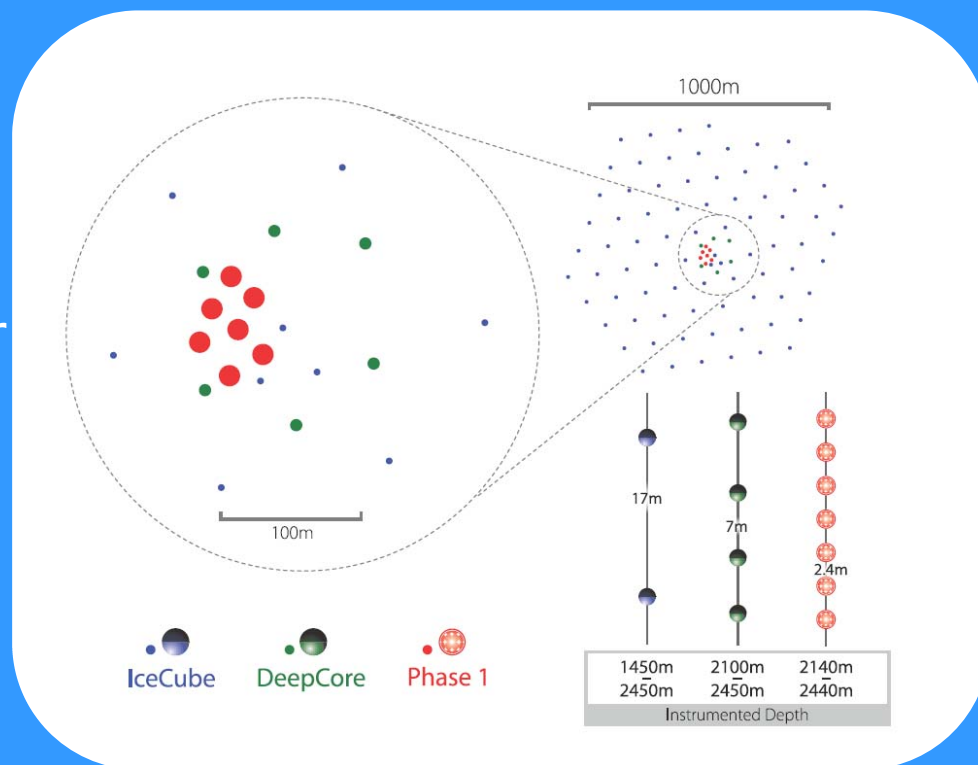 1000m
100m
17m
7m
2.4m
IceCube
DeepCore
Phase 1
1450m 2100m 2140m
– – –
2450m 2450m 2440m
Instrumented Depth